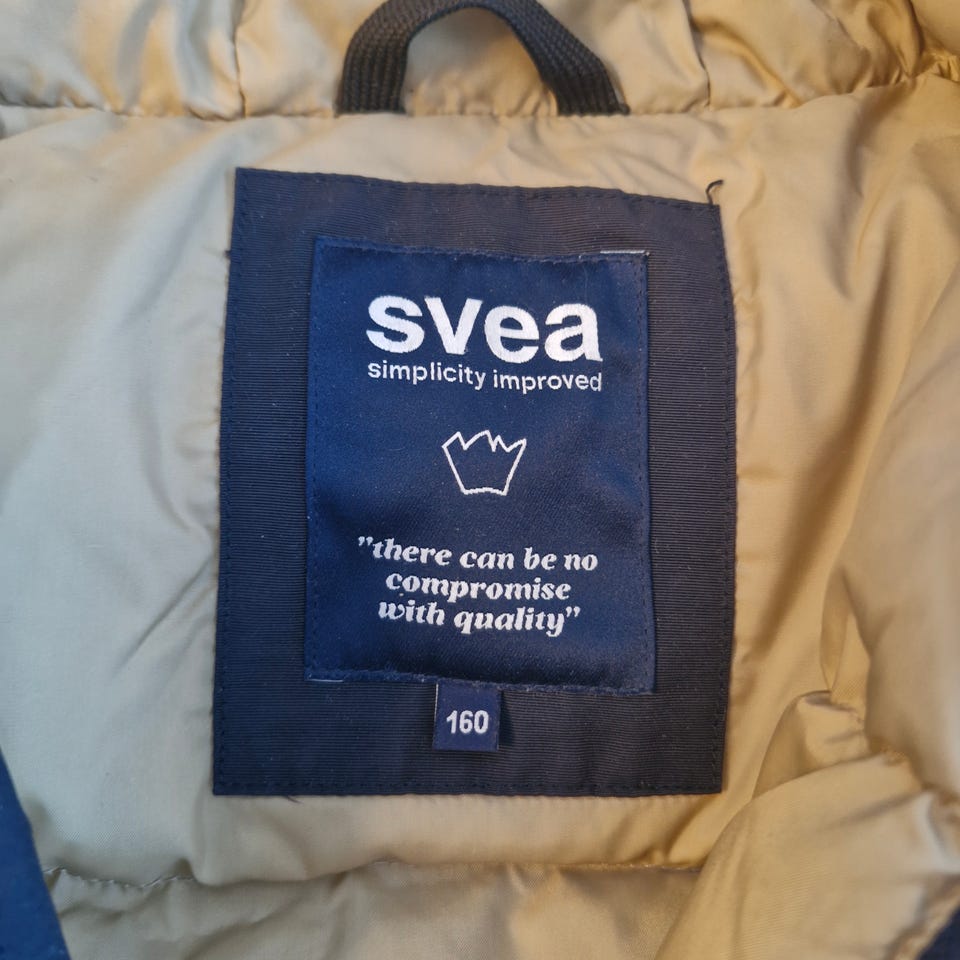 svea
simplicity improved
"there can be no
compromise
with quality"
160